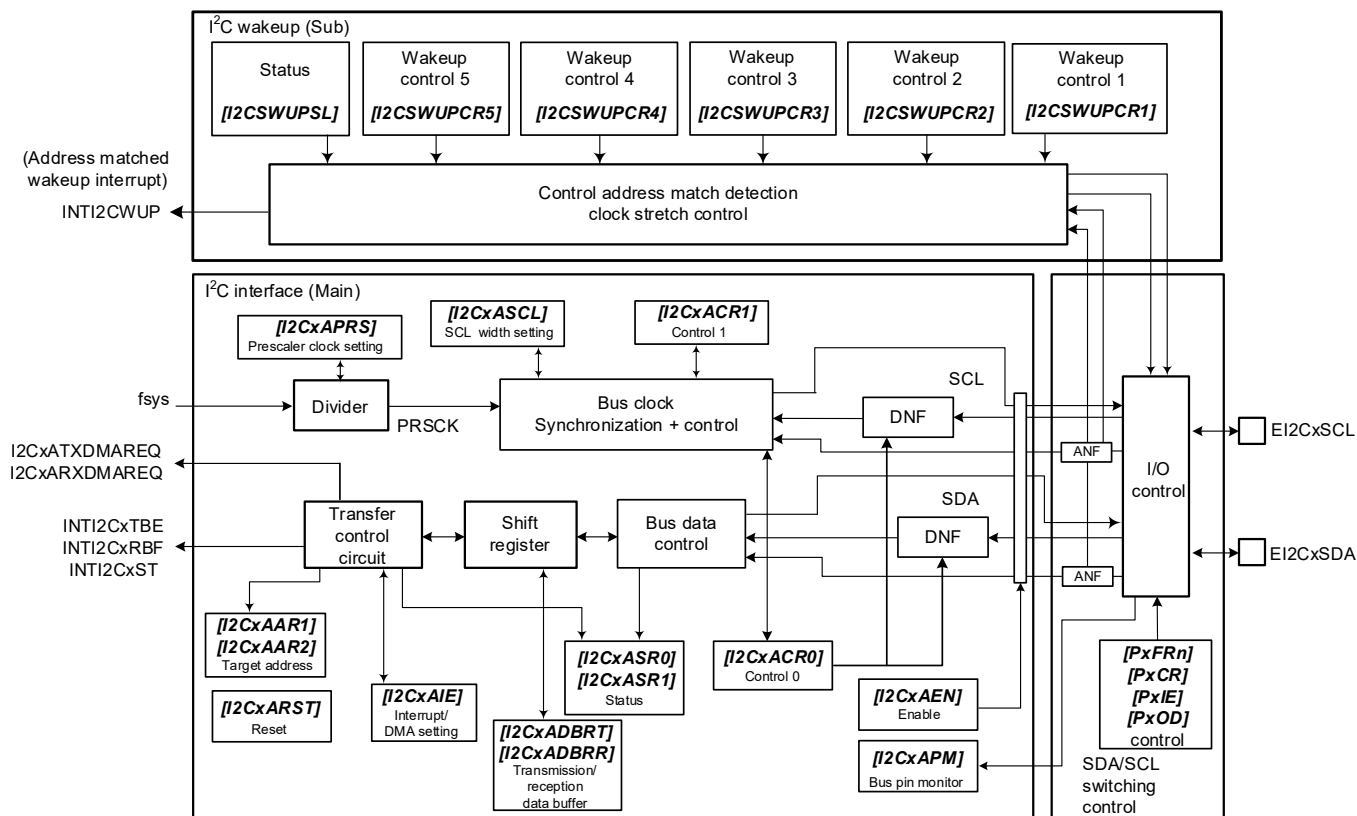 I2C wakeup (Sub)
Status
[I2CSWUPSL]
Wakeup
control 5
[I2CSWUPCR5]
Wakeup
control 4
[I2CSWUPCR4]
Wakeup
control 3
[I2CSWUPCR3]
Wakeup
control 2
[I2CSWUPCR2]
Wakeup
control 1
[I2CSWUPCR1]
(Address matched
wakeup interrupt)
INTI2CWUP
Control address match detection
clock stretch control
I2C interface (Main)
[I2CxAPRS]
Prescaler clock setting
[I2CxASCL]
SCL width setting
[I2CxACR1]
Control 1
fsys
Divider
PRSCK
Bus clock
Synchronization + control
SCL
DNF
ANF
I/O
control
EI2CxSCL
I2CxATXDMAREQ
I2CxARXDMAREQ
INTI2CxTBE
INTI2CxRBF
INTI2CxST
Transfer
control
circuit
Shift
register
Bus data
control
SDA
DNF
ANF
EI2CxSDA
[I2CxAAR1]
[I2CxAAR2]
Target address
[I2CxARST]
Reset
[I2CxAIE]
Interrupt/
DMA setting
[I2CxADBRT]
[I2CxADBRR]
Transmission/
reception
data buffer
[I2CxASR0]
[I2CxASR1]
Status
[I2CxACR0]
Control 0
[I2CxAEN]
Enable
[I2CxAPM]
Bus pin monitor
[PxFRn]
[PxCR]
[PxIE]
[PxOD]
control
SDA/SCL
switching
control